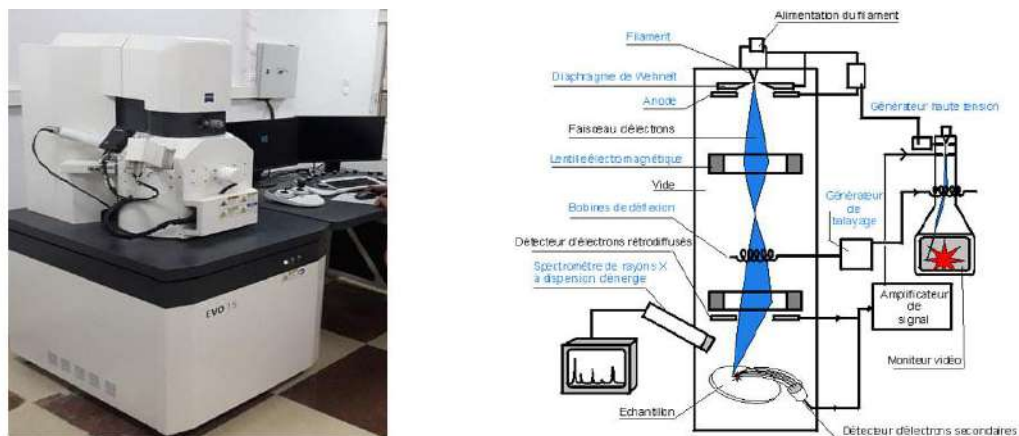 EVO 15
Alimentation du filament
Filament
Diaphragme de Wehnelt
Anode
Générateur haute tension
Faisceau d'électrons
Lentille électromagnétique
Vide
Bobines de déflexion
Générateur
de
balayage
Détecteur d'électrons rétrodiffusés
Spectromètre de rayons X
à dispersion d'énergie
Amplificateur
de
signal
Moniteur vidéo
Echantillon
Détecteur d'électrons secondaires